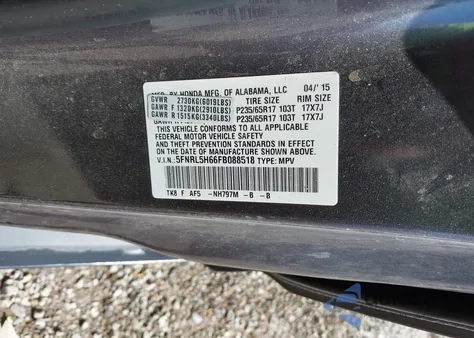 MFD. BY HONDA MFG. OF ALABAMA, LLC 04/'15
GVWR 2730KG(6019LBS) TIRE SIZE RIM SIZE
GAWR F 1320KG(2910LBS) P235/65R17 103T 17X7J
GAWR R 1515KG(3340LBS) P235/65R17 103T 17X7J
THIS VEHICLE CONFORMS TO ALL APPLICABLE
FEDERAL MOTOR VEHICLE SAFETY
AND THEFT PREVENTION STANDARDS IN EFFECT ON THE
DATE OF MANUFACTURE SHOWN ABOVE.
V.I.N.: 5FNRL5H66FB088518 TYPE: MPV
TK8 F AF5 -NH797M -B -B